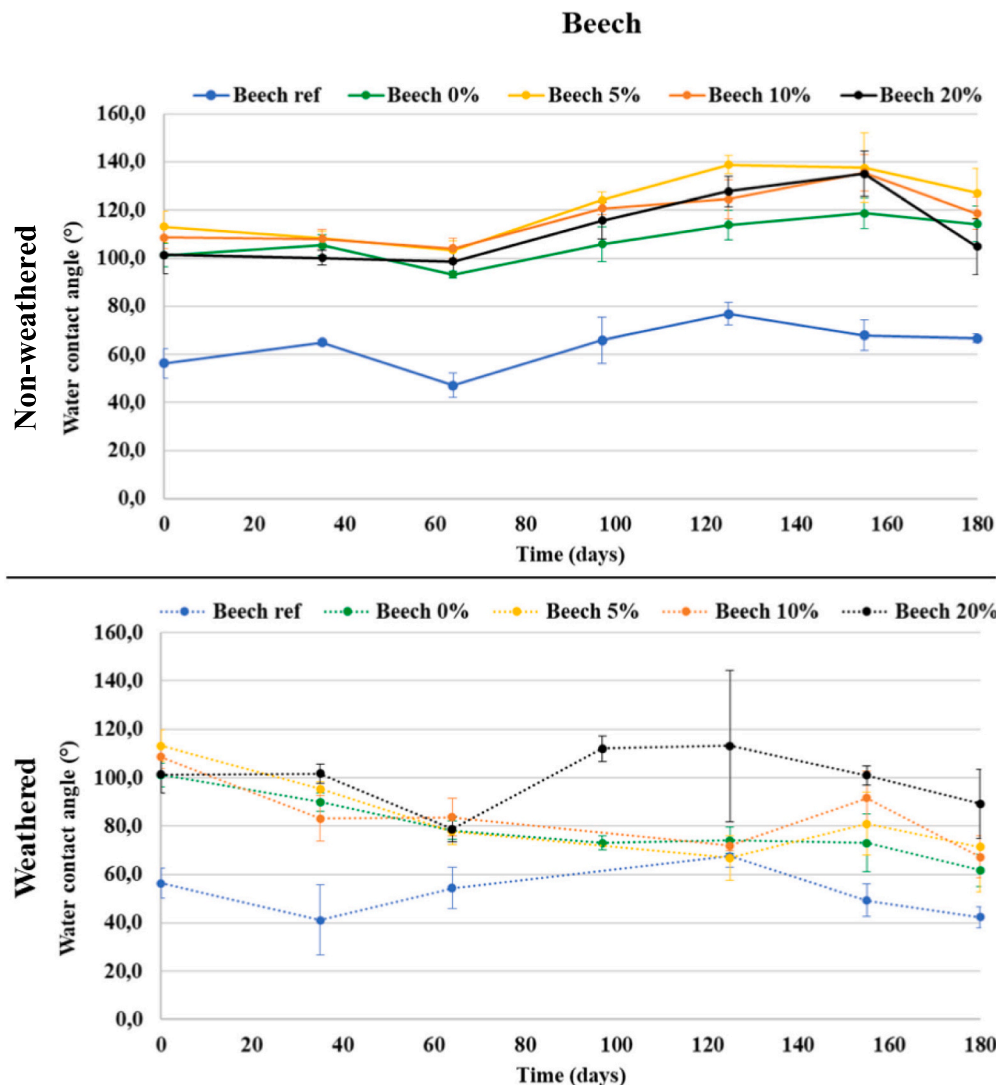 Beech
Non-weathered
Beech ref Beech 0% Beech 5% Beech 10% Beech 20%
Water contact angle (°)
160,0
140,0
120,0
100,0
80,0
60,0
40,0
20,0
0,0
0 20 40 60 80 100 120 140 160 180
Time (days)
Weathered
Beech ref Beech 0% Beech 5% Beech 10% Beech 20%
Water contact angle (°)
160,0
140,0
120,0
100,0
80,0
60,0
40,0
20,0
0,0
0 20 40 60 80 100 120 140 160 180
Time (days)